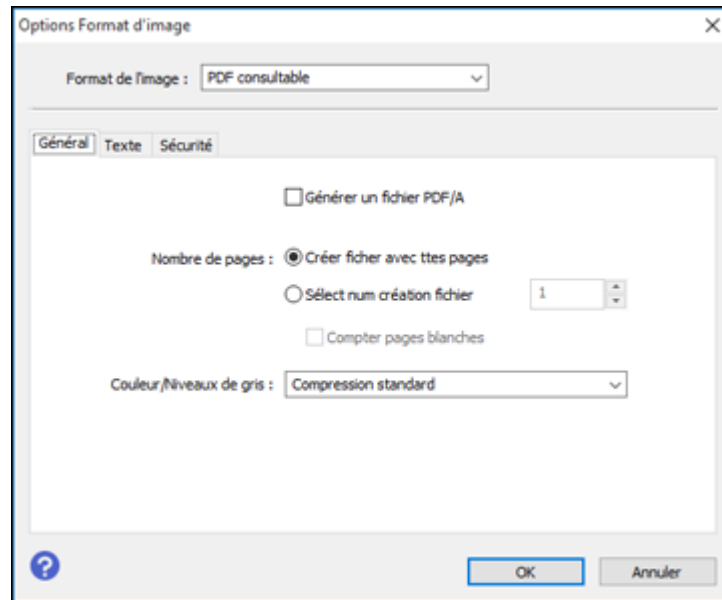 Options Format d'image
Format de l'image : PDF consultable
Général Texte Sécurité
Générer un fichier PDF/A
Nombre de pages : Créer ficher avec ttes pages
Sélect num création fichier 1
Compter pages blanches
Couleur/Niveaux de gris : Compression standard
? OK Annuler